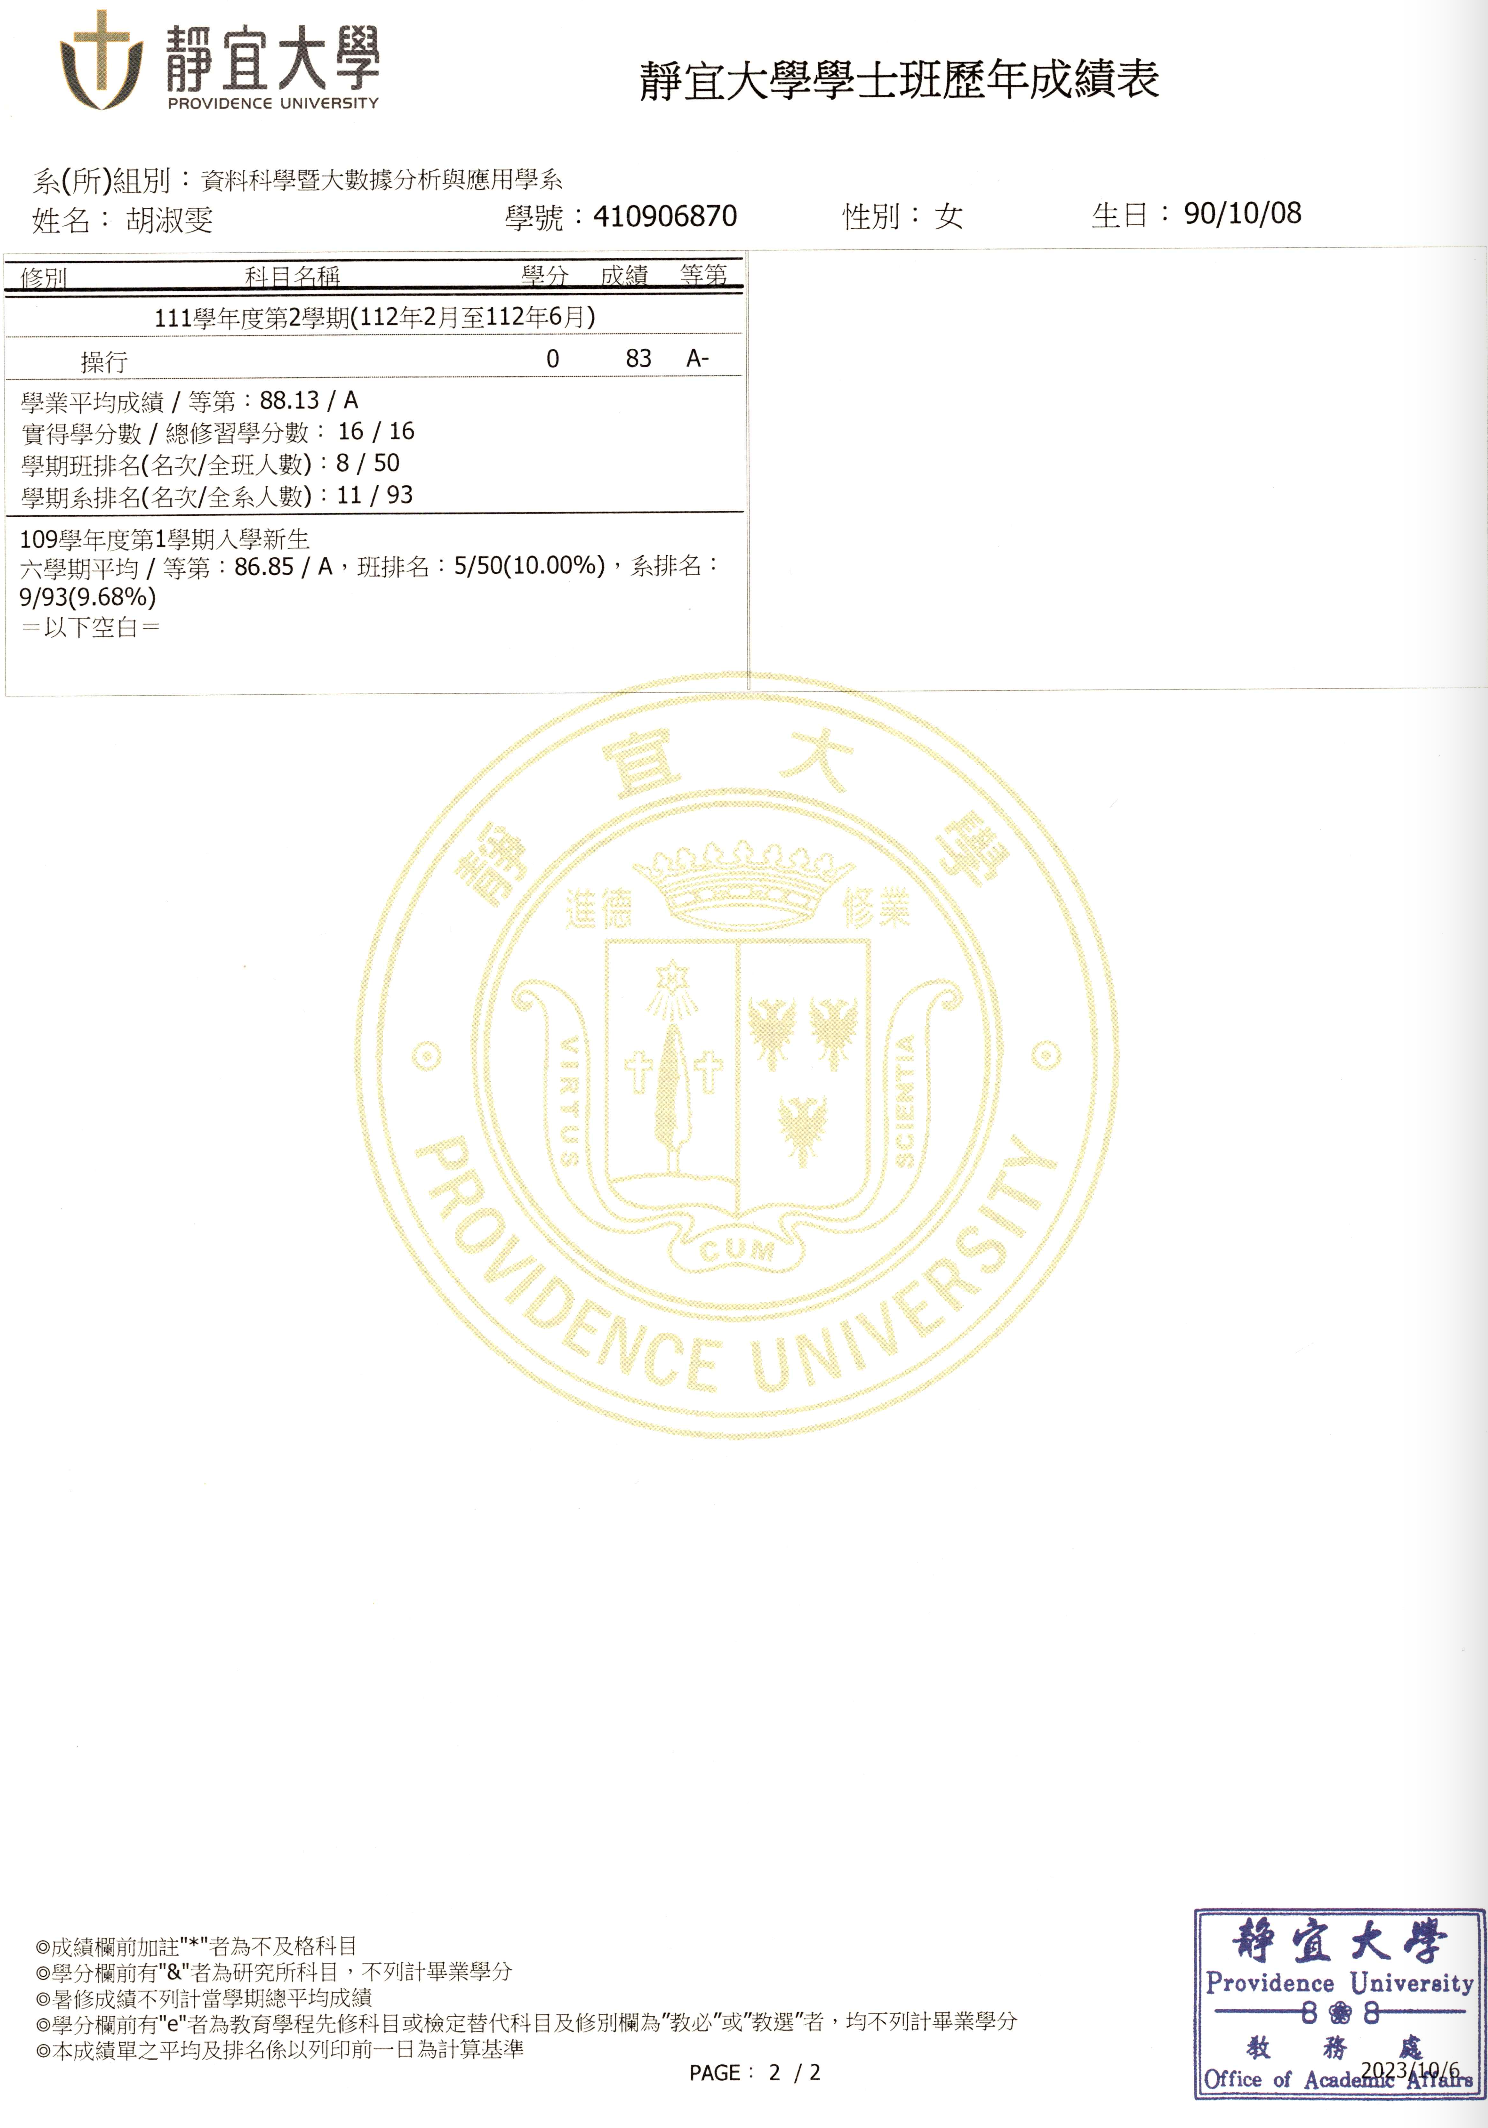 靜宜大學
PROVIDENCE UNIVERSITY
靜宜大學學士班歷年成績表
系(所)組別：資料科學暨大數據分析與應用學系
姓名：胡淑雯 學號：410906870 性別：女 生日：90/10/08
修別 科目名稱 學分 成績 等第
111學年度第2學期(112年2月至112年6月)
操行 0 83 A-
學業平均成績 / 等第：88.13 / A
實得學分數 / 總修習學分數： 16 / 16
學期班排名(名次/全班人數)：8 / 50
學期系排名(名次/全系人數)：11 / 93
109學年度第1學期入學新生
六學期平均 / 等第：86.85 / A，班排名：5/50(10.00%)，系排名：
9/93(9.68%)
＝以下空白＝
靜宜大學
進德 修業
VIRTUS
SCIENTIA
CUM
PROVIDENCE UNIVERSITY
◎成績欄前加註"*"者為不及格科目
◎學分欄前有"&"者為研究所科目，不列計畢業學分
◎暑修成績不列計當學期總平均成績
◎學分欄前有"e"者為教育學程先修科目或檢定替代科目及修別欄為"教必"或"教選"者，均不列計畢業學分
◎本成績單之平均及排名係以列印前一日為計算基準
PAGE： 2 / 2
靜宜大學
Providence University
教務處
2023/10/6
Office of Academic Affairs